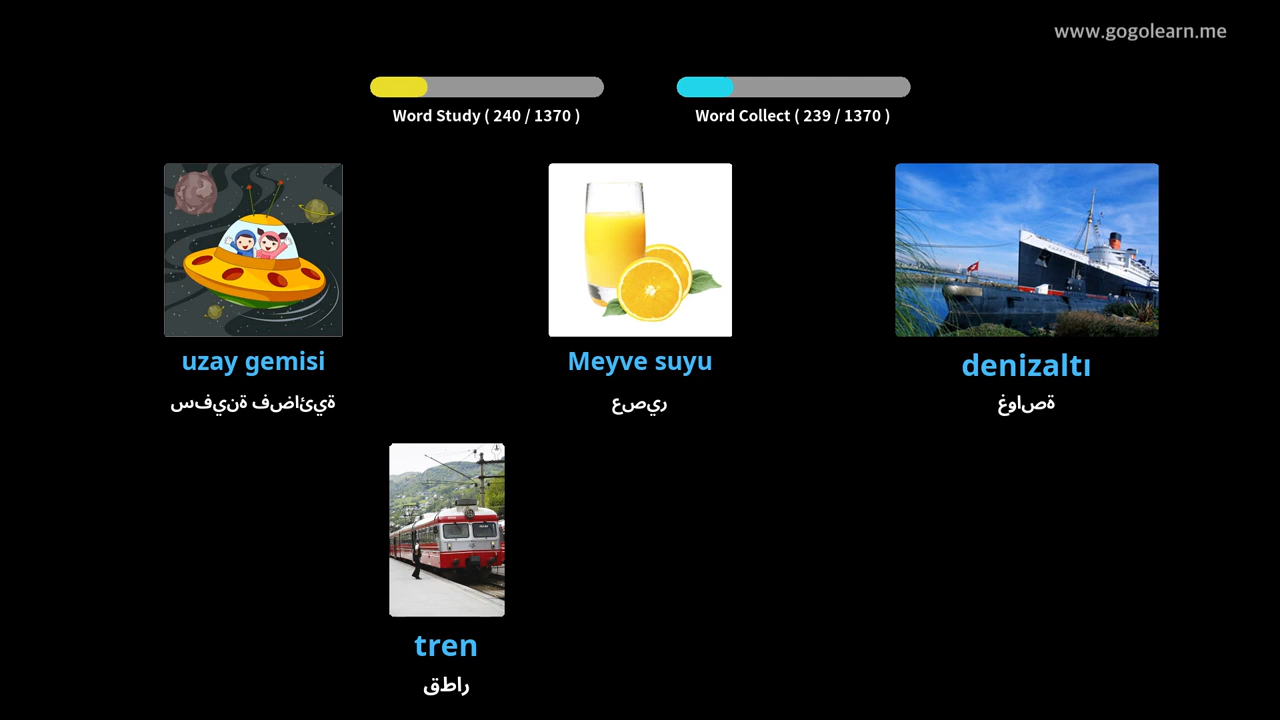 www.gogolearn.me
Word Study ( 240 / 1370 )
Word Collect ( 239 / 1370 )
uzay gemisi
سفينة فضائية
Meyve suyu
عصير
denizaltı
غواصة
tren
قطار